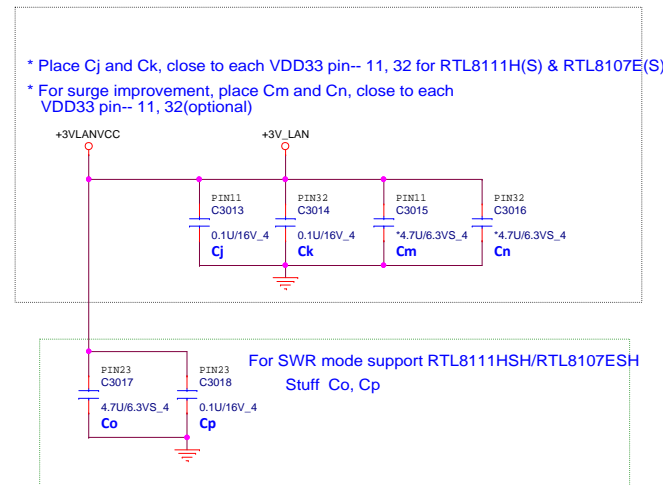 * Place Cj and Ck, close to each VDD33 pin-- 11, 32 for RTL8111H(S) & RTL8107E(S)
* For surge improvement, place Cm and Cn, close to each
VDD33 pin-- 11, 32(optional)
+3VLANVCC
+3V_LAN
PIN11
C3013
0.1U/16V_4
Cj
PIN32
C3014
0.1U/16V_4
Ck
PIN11
C3015
*4.7U/6.3VS_4
Cm
PIN32
C3016
*4.7U/6.3VS_4
Cn
For SWR mode support RTL8111HSH/RTL8107ESH
Stuff Co, Cp
PIN23
C3017
4.7U/6.3VS_4
Co
PIN23
C3018
0.1U/16V_4
Cp